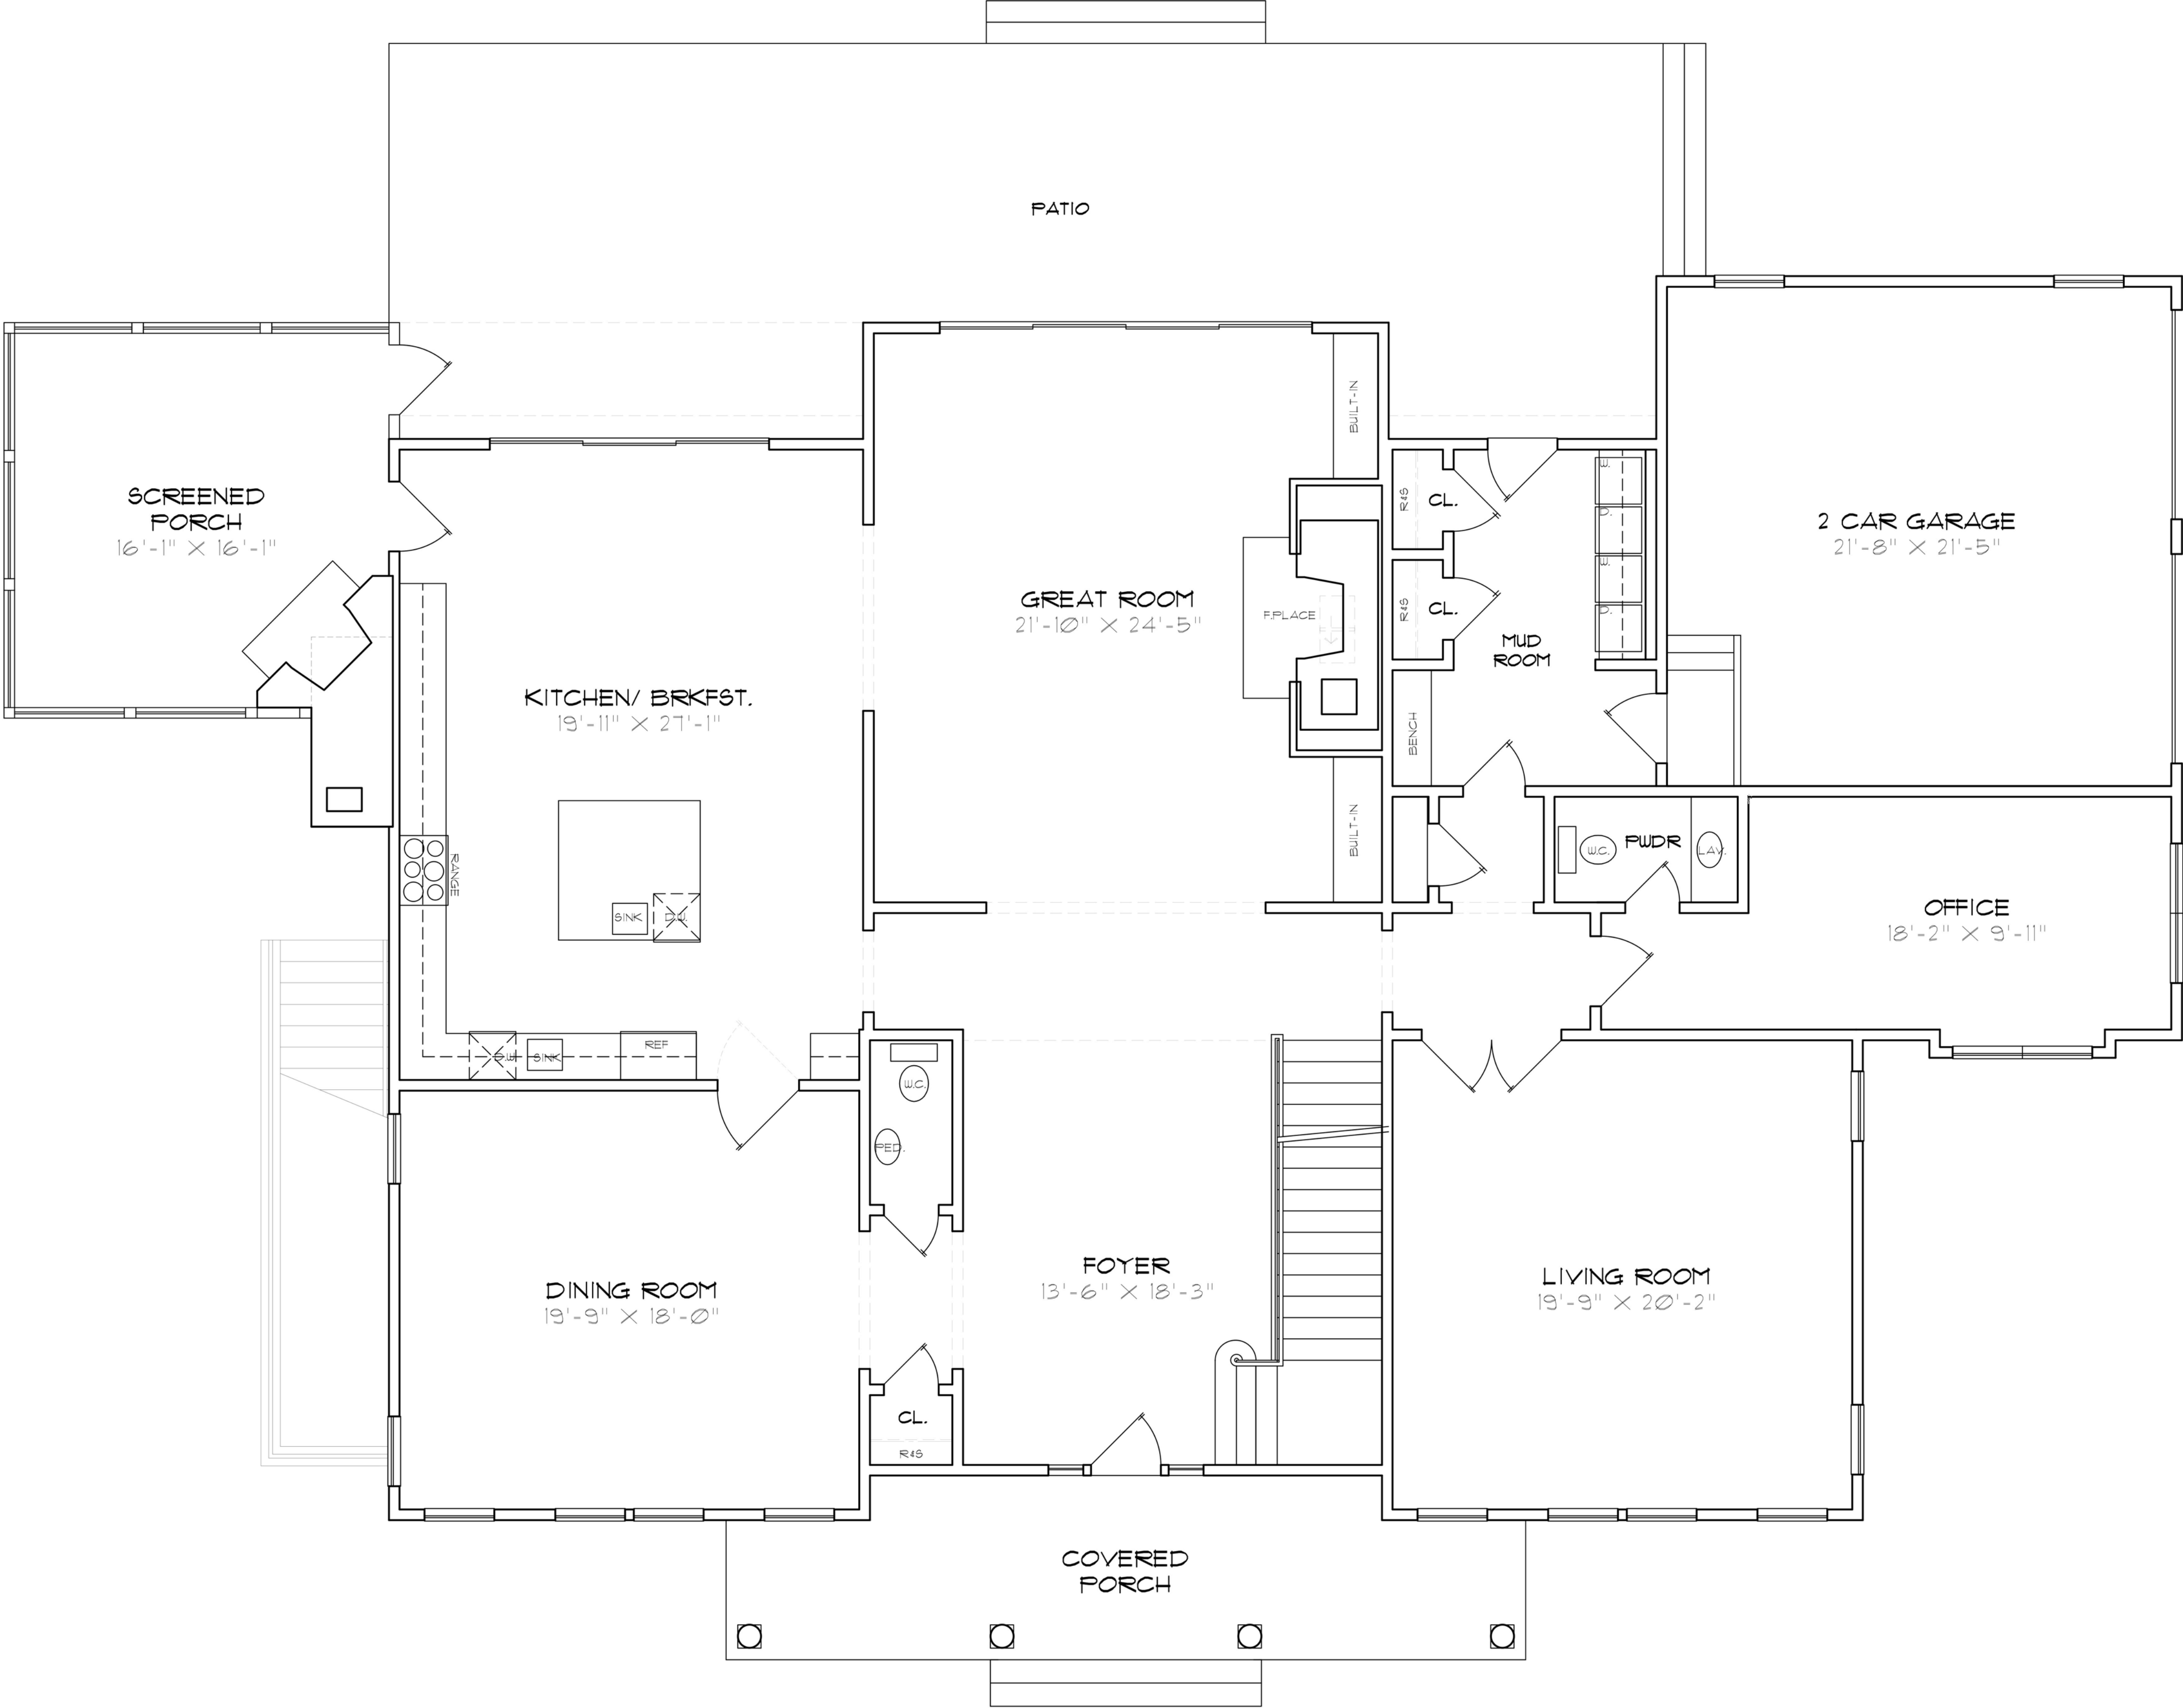 PATIO
BUILT-IN
SCREENED
PORCH
16'-1" X 16'-1"
R&S
CL.
W.
D.
W.
D.
2 CAR GARAGE
21'-8" X 21'-5"
GREAT ROOM
21'-10" X 24'-5"
F.PLACE
R&S
CL.
MUD
ROOM
KITCHEN/ BRKFST.
19'-11" X 27'-1"
BENCH
BUILT-IN
RANGE
W.C.
PWDR
LAV.
SINK
D.W.
OFFICE
18'-2" X 9'-11"
D.W.
SINK
REF
W.C.
PED.
FOYER
13'-6" X 18'-3"
DINING ROOM
19'-9" X 18'-0"
LIVING ROOM
19'-9" X 20'-2"
CL.
R&S
COVERED
PORCH